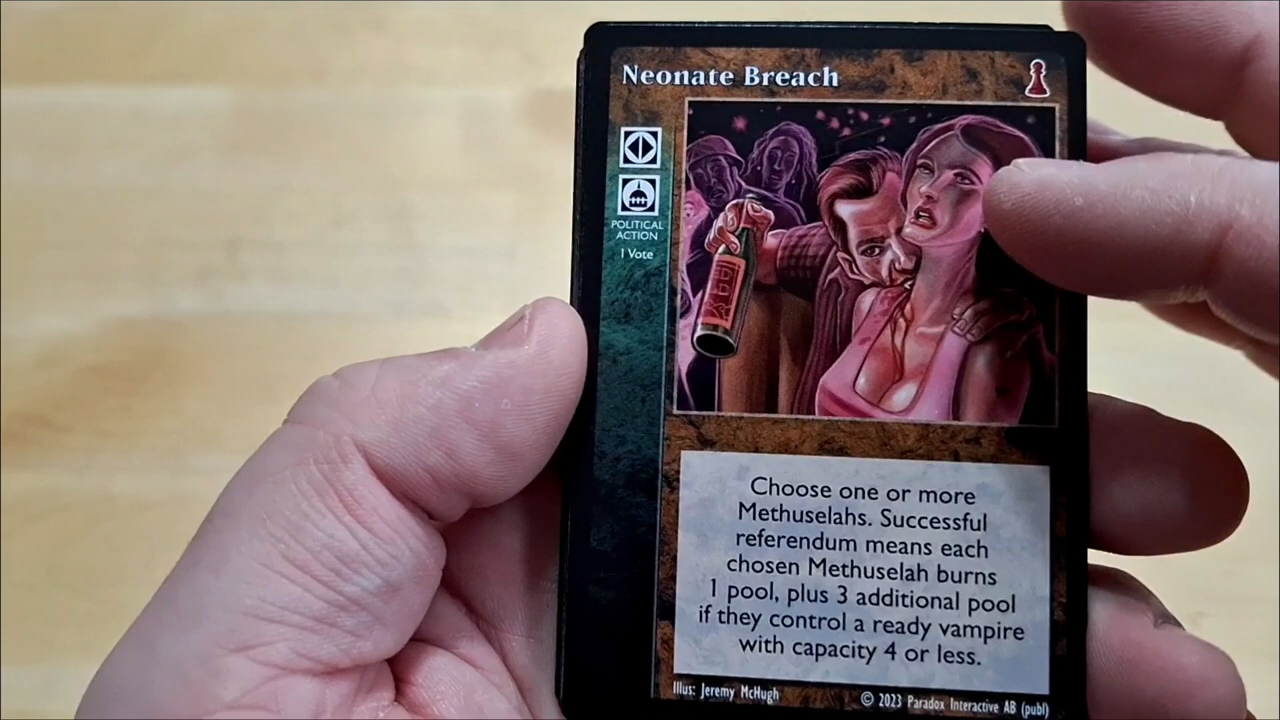 Neonate Breach
POLITICAL
ACTION
1 Vote
Choose one or more
Methuselahs. Successful
referendum means each
chosen Methuselah burns
1 pool, plus 3 additional pool
if they control a ready vampire
with capacity 4 or less.
Illus: Jeremy McHugh
© 2023 Paradox Interactive AB (publ)